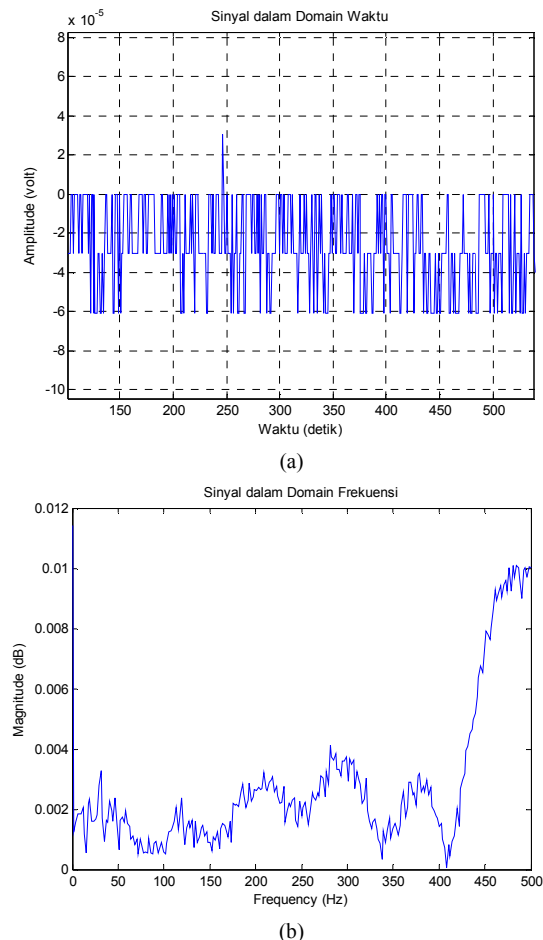 Sinyal dalam Domain Waktu
x 10^-5
8
6
4
2
0
-2
-4
-6
-8
-10
Amplitude (volt)
150 200 250 300 350 400 450 500
Waktu (detik)
(a)
Sinyal dalam Domain Frekuensi
0.012
0.01
0.008
0.006
0.004
0.002
0
Magnitude (dB)
0 50 100 150 200 250 300 350 400 450 500
Frequency (Hz)
(b)